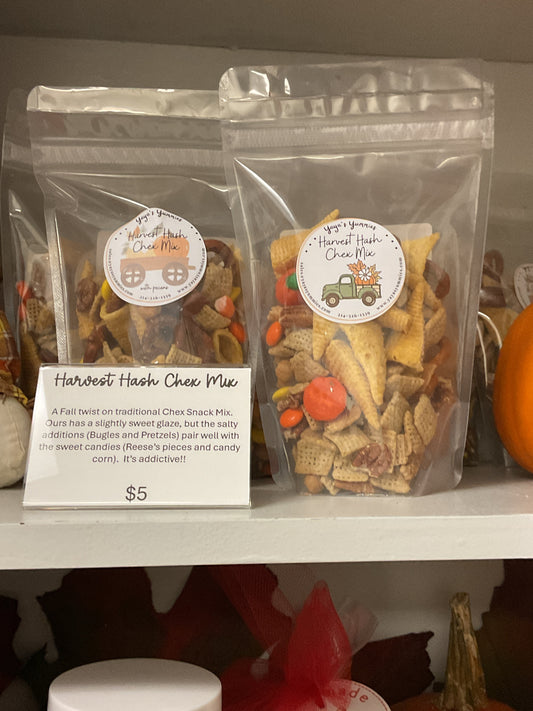 Yaya's Yummies
Harvest Hash
Chex Mix
with pecans
Yaya's Yummies
Harvest Hash
Chex Mix
Harvest Hash Chex Mix
A Fall twist on traditional Chex Snack Mix.
Ours has a slightly sweet glaze, but the salty
additions (Bugles and Pretzels) pair well with
the sweet candies (Reese's pieces and candy
corn). It's addictive!!
$5